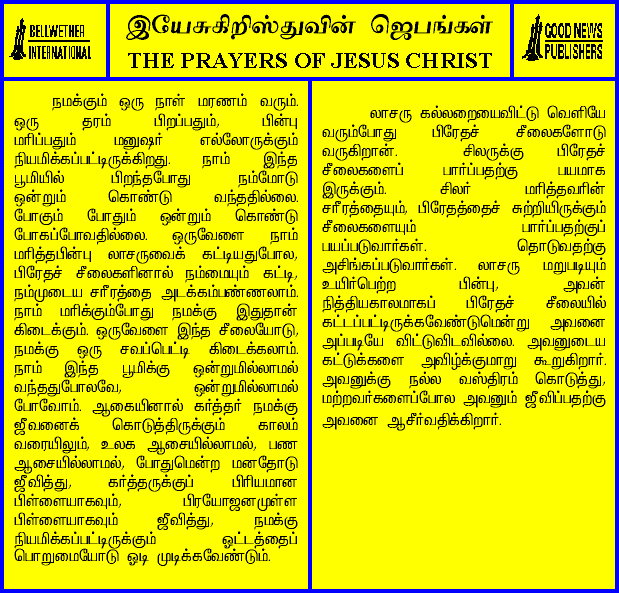 BELLWETHER
INTERNATIONAL
இயேசுகிறிஸ்துவின் ஜெபங்கள்
THE PRAYERS OF JESUS CHRIST
GOOD NEWS
PUBLISHERS
நமக்கும் ஒரு நாள் மரணம் வரும்.
ஒரு தரம் பிறப்பதும், பின்பு
மரிப்பதும் மனுஷர் எல்லோருக்கும்
நியமிக்கப்பட்டிருக்கிறது. நாம் இந்த
பூமியில் பிறந்தபோது நம்மோடு
ஒன்றும் கொண்டு வந்ததில்லை.
போகும் போதும் ஒன்றும் கொண்டு
போகப்போவதில்லை. ஒருவேளை நாம்
மரித்தபின்பு லாசருவைக் கட்டியதுபோல,
பிரேதச் சீலைகளினால் நம்மையும் கட்டி,
நம்முடைய சரீரத்தை அடக்கம்பண்ணலாம்.
நாம் மரிக்கும்போது நமக்கு இதுதான்
கிடைக்கும். ஒருவேளை இந்த சீலையோடு,
நமக்கு ஒரு சவப்பெட்டி கிடைக்கலாம்.
நாம் இந்த பூமிக்கு ஒன்றுமில்லாமல்
வந்ததுபோலவே, ஒன்றுமில்லாமல்
போவோம். ஆகையினால் கர்த்தர் நமக்கு
ஜீவனைக் கொடுத்திருக்கும் காலம்
வரையிலும், உலக ஆசையில்லாமல், பண
ஆசையில்லாமல், போதுமென்ற மனதோடு
ஜீவித்து, கர்த்தருக்குப் பிரியமான
பிள்ளையாகவும், பிரயோஜனமுள்ள
பிள்ளையாகவும் ஜீவித்து, நமக்கு
நியமிக்கப்பட்டிருக்கும் ஓட்டத்தைப்
பொறுமையோடு ஓடி முடிக்கவேண்டும்.
லாசரு கல்லறையைவிட்டு வெளியே
வரும்போது பிரேதச் சீலைகளோடு
வருகிறான். சிலருக்கு பிரேதச்
சீலைகளைப் பார்ப்பதற்கு பயமாக
இருக்கும். சிலர் மரித்தவரின்
சரீரத்தையும், பிரேதத்தைச் சுற்றியிருக்கும்
சீலைகளையும் பார்ப்பதற்குப்
பயப்படுவார்கள். தொடுவதற்கு
அசிங்கப்படுவார்கள். லாசரு மறுபடியும்
உயிர்பெற்ற பின்பு, அவன்
நித்தியகாலமாகப் பிரேதச் சீலையில்
கட்டப்பட்டிருக்கவேண்டுமென்று அவனை
அப்படியே விட்டுவிடவில்லை. அவனுடைய
கட்டுக்களை அவிழ்க்குமாறு கூறுகிறார்.
அவனுக்கு நல்ல வஸ்திரம் கொடுத்து,
மற்றவர்களைப்போல அவனும் ஜீவிப்பதற்கு
அவனை ஆசீர்வதிக்கிறார்.